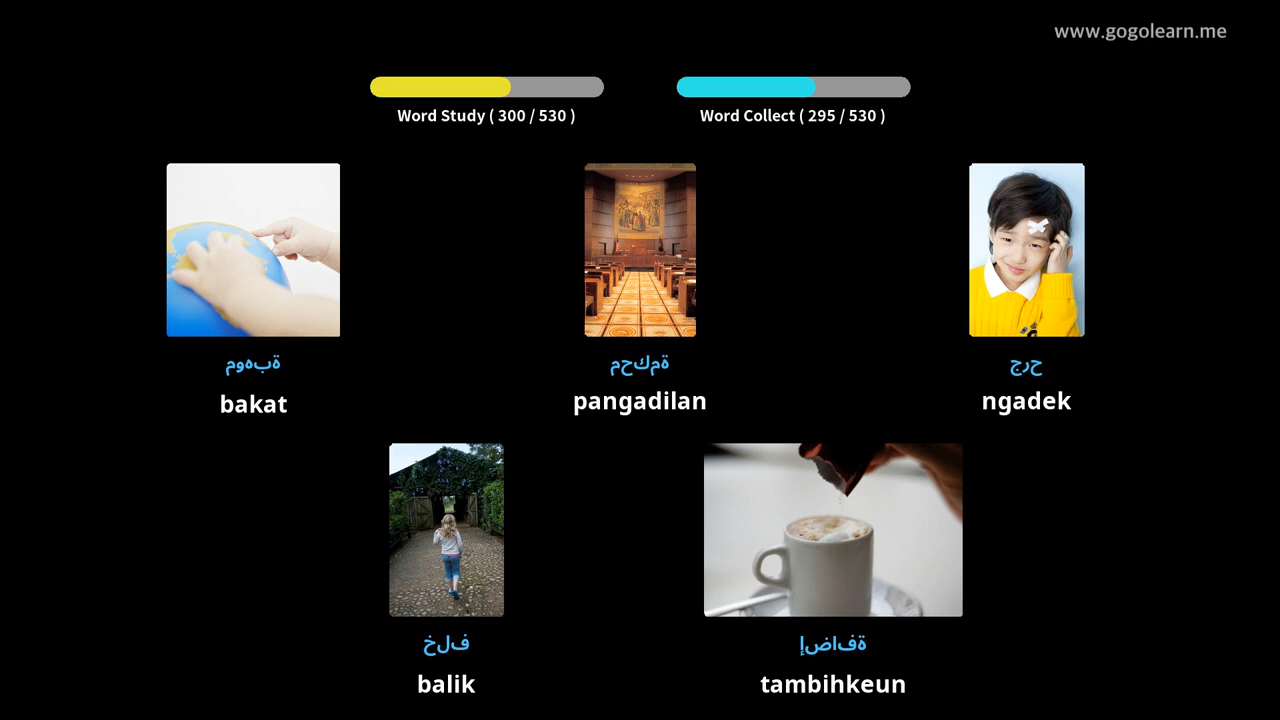 www.gogolearn.me
Word Study ( 300 / 530 )
Word Collect ( 295 / 530 )
موهبة
bakat
محكمة
pangadilan
جرح
ngadek
خلف
balik
إضافة
tambihkeun